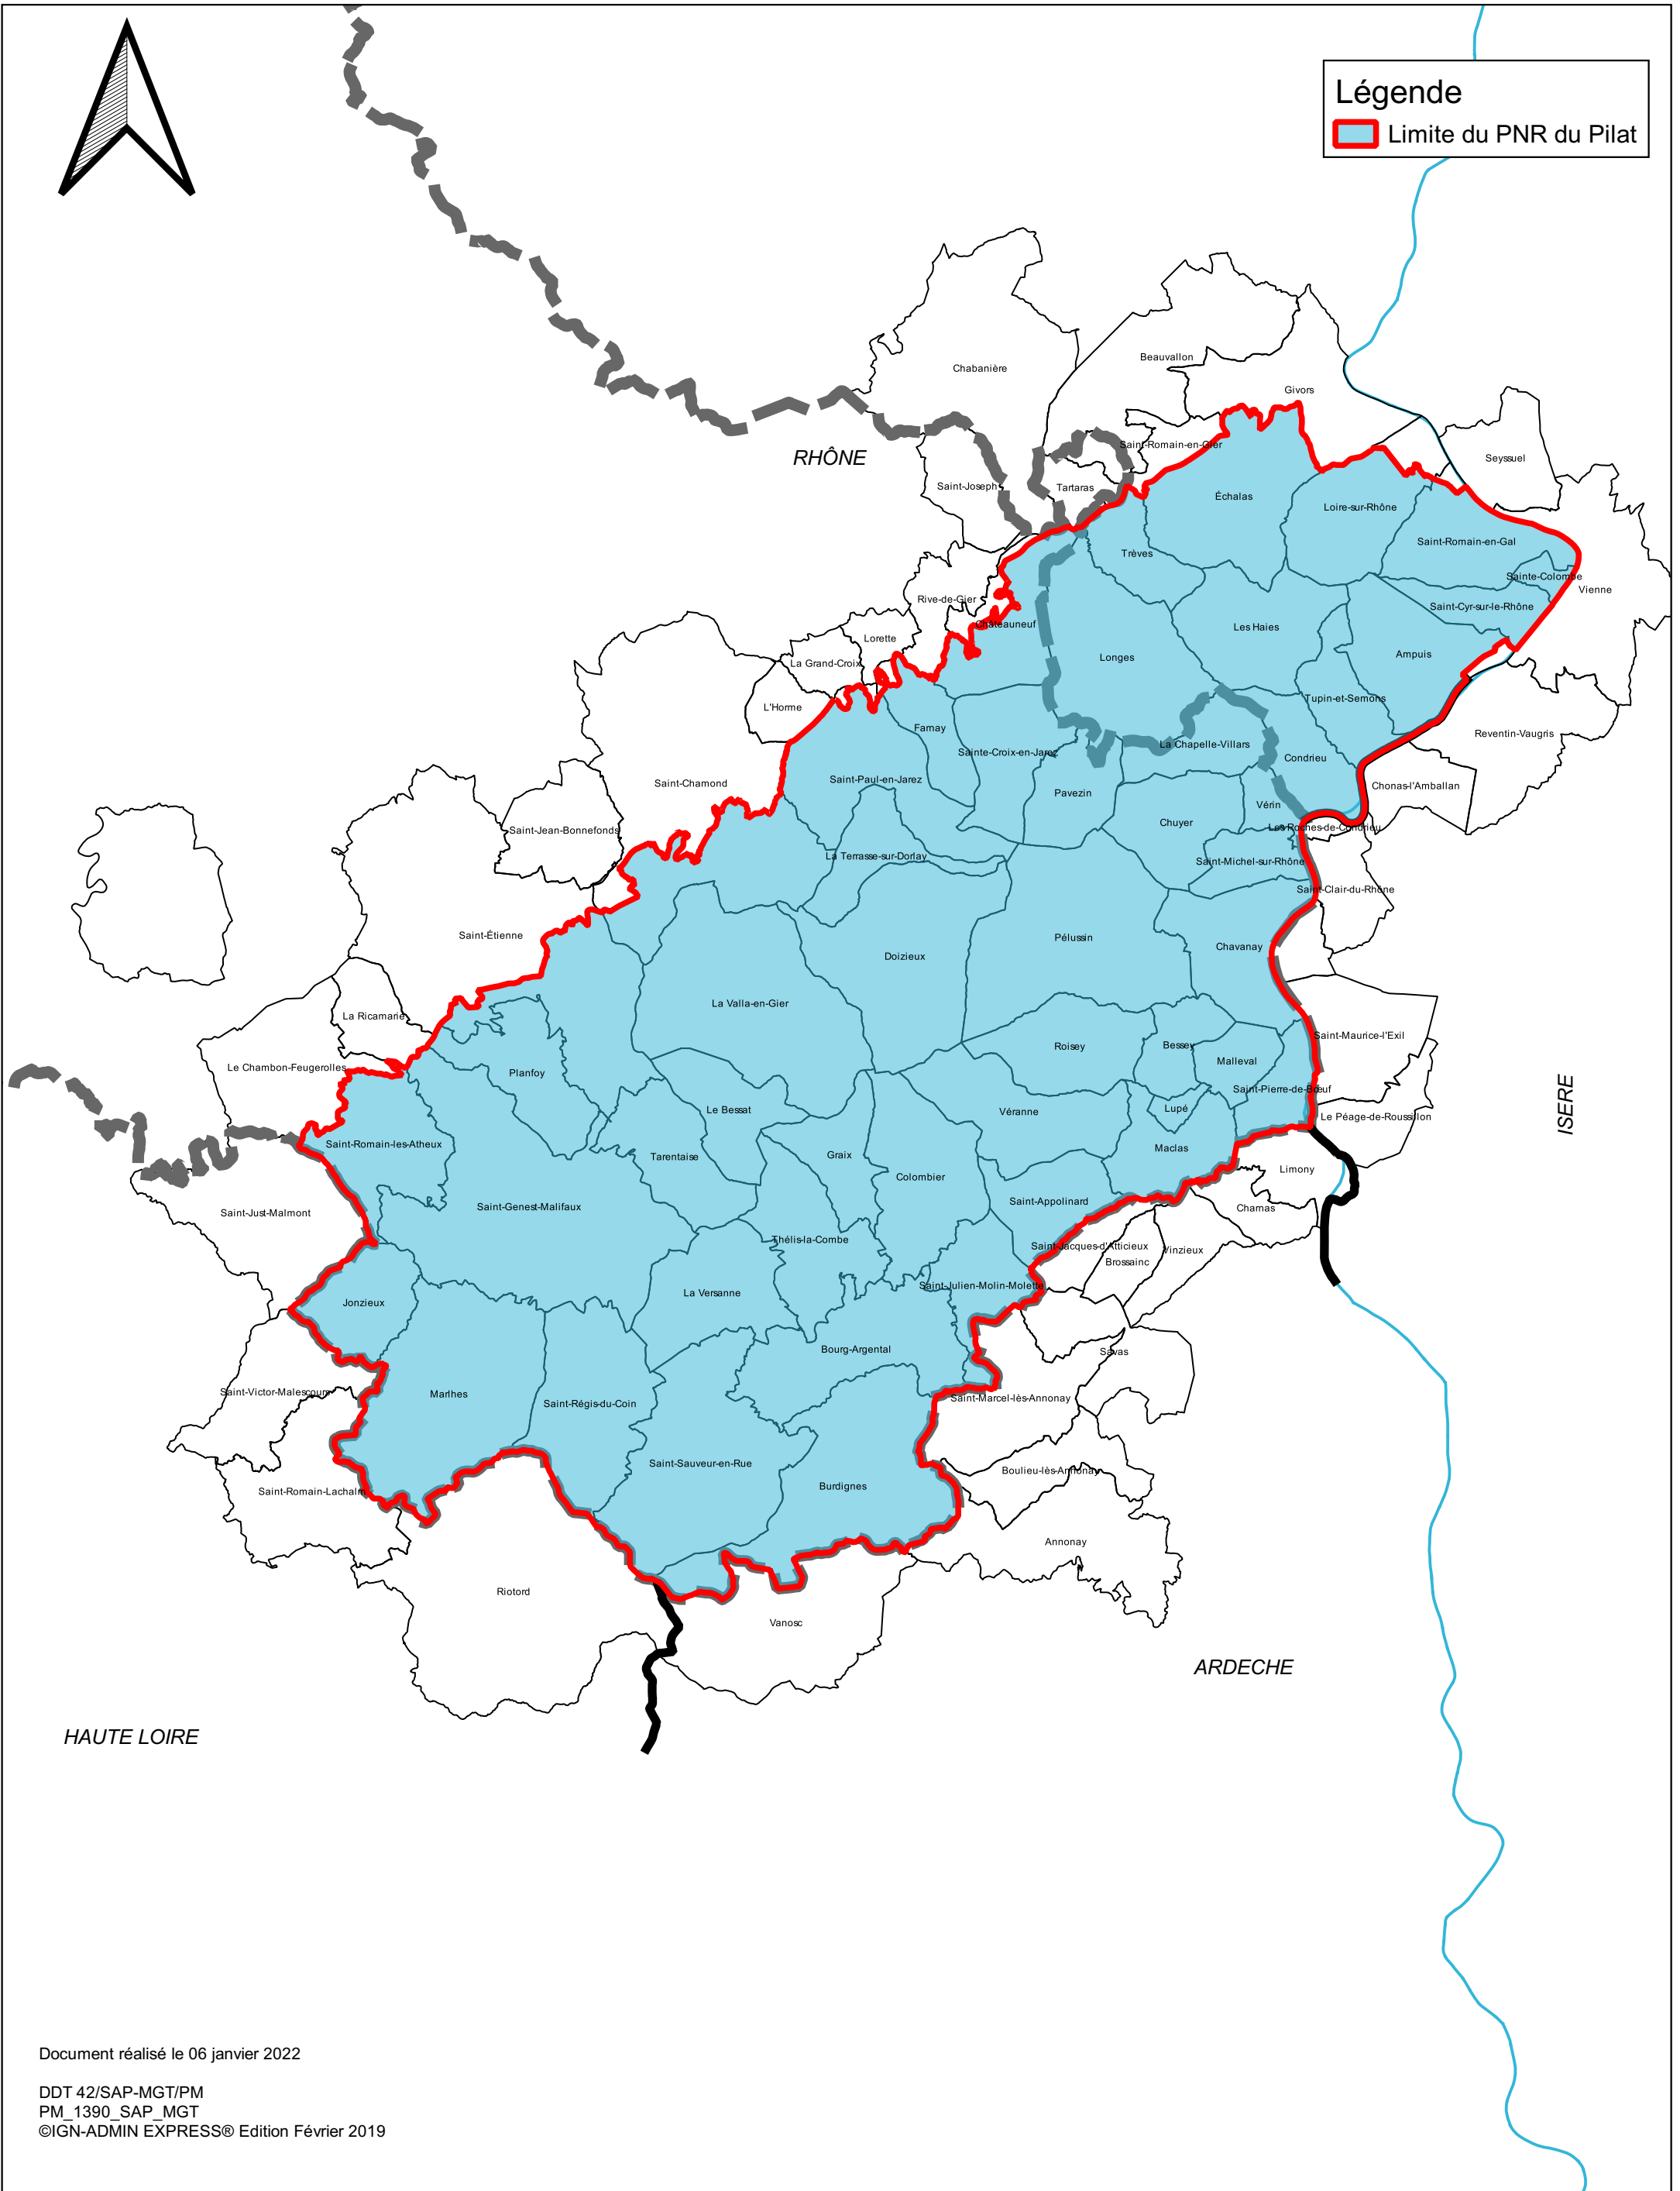 Légende
Limite du PNR du Pilat
Beauvallon
Chabanière
Givors
Saint-Romain-en-Gier
RHÔNE
Seyssuel
Saint-Joseph
Tartaras
Échalas
Loire-sur-Rhône
Saint-Romain-en-Gal
Trèves
Sainte-Colombe
Vienne
Rive-de-Gier
Saint-Cyr-sur-le-Rhône
Châteauneuf
Les Haies
Lorette
Ampuis
Longes
La Grand-Croix
Tupin-et-Semons
L'Horme
Farnay
Reventin-Vaugris
La Chapelle-Villars
Sainte-Croix-en-Jarez
Condrieu
Saint-Paul-en-Jarez
Saint-Chamond
Chonas-l'Amballan
Pavezin
Vérin
Chuyer
Les Roches-de-Condrieu
Saint-Jean-Bonnefonds
La Terrasse-sur-Dorlay
Saint-Michel-sur-Rhône
Saint-Clair-du-Rhône
Saint-Étienne
Pélussin
Chavanay
Doizieux
La Valla-en-Gier
La Ricamarie
Saint-Maurice-l'Exil
Roisey
Bessey
Malleval
Le Chambon-Feugerolles
Planfoy
Saint-Pierre-de-Bœuf
ISERE
Le Bessat
Véranne
Lupé
Le Péage-de-Roussillon
Saint-Romain-les-Atheux
Maclas
Tarentaise
Graix
Limony
Colombier
Saint-Appolinard
Saint-Genest-Malifaux
Charnas
Saint-Just-Malmont
Thélis-la-Combe
Saint-Jacques-d'Atticieux
Vinzieux
Brossainc
Saint-Julien-Molin-Molette
La Versanne
Jonzieux
Bourg-Argental
Savas
Saint-Victor-Malescours
Marlhes
Saint-Marcel-lès-Annonay
Saint-Régis-du-Coin
Saint-Sauveur-en-Rue
Boulieu-lès-Annonay
Burdignes
Saint-Romain-Lachalm
Annonay
Riotord
Vanosc
ARDECHE
HAUTE LOIRE
Document réalisé le 06 janvier 2022
DDT 42/SAP-MGT/PM
PM_1390_SAP_MGT
©IGN-ADMIN EXPRESS® Edition Février 2019